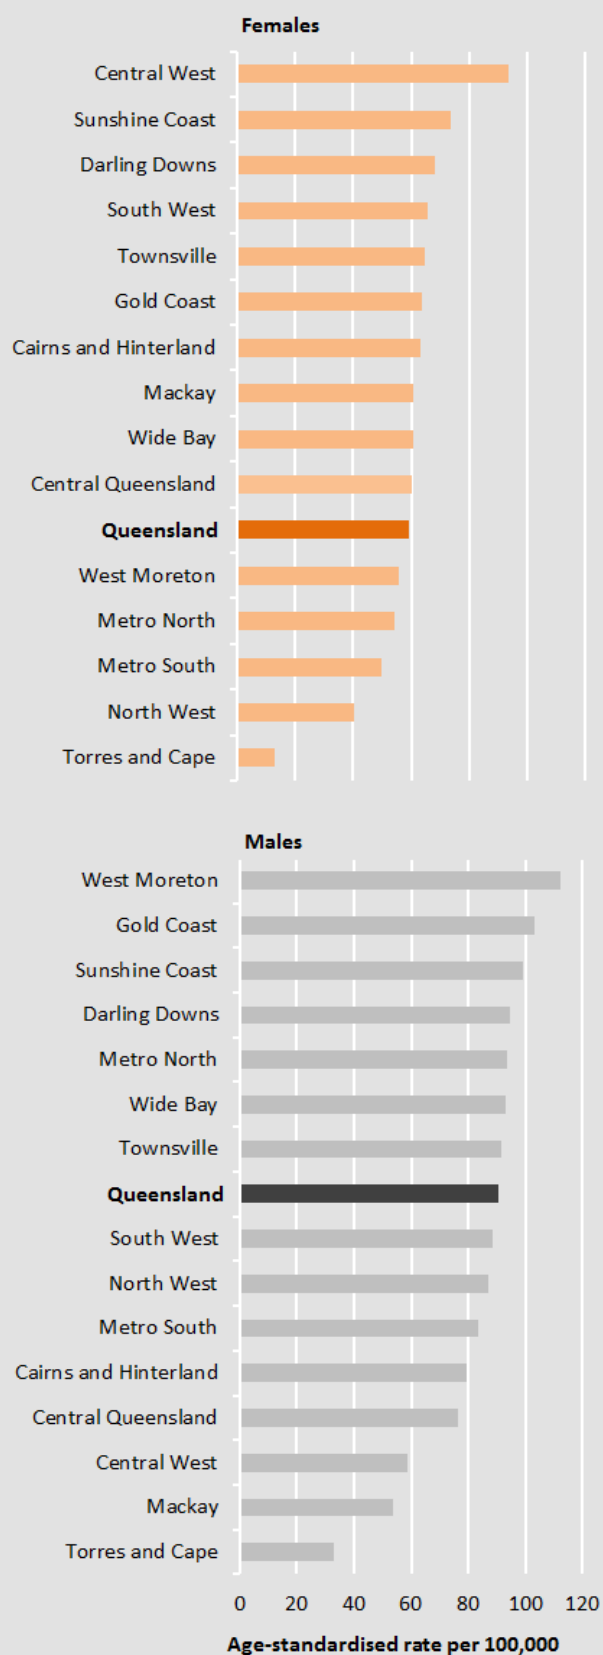 Females
Central West
Sunshine Coast
Darling Downs
South West
Townsville
Gold Coast
Cairns and Hinterland
Mackay
Wide Bay
Central Queensland
Queensland
West Moreton
Metro North
Metro South
North West
Torres and Cape
Males
West Moreton
Gold Coast
Sunshine Coast
Darling Downs
Metro North
Wide Bay
Townsville
Queensland
South West
North West
Metro South
Cairns and Hinterland
Central Queensland
Central West
Mackay
Torres and Cape
0 20 40 60 80 100 120
Age-standardised rate per 100,000